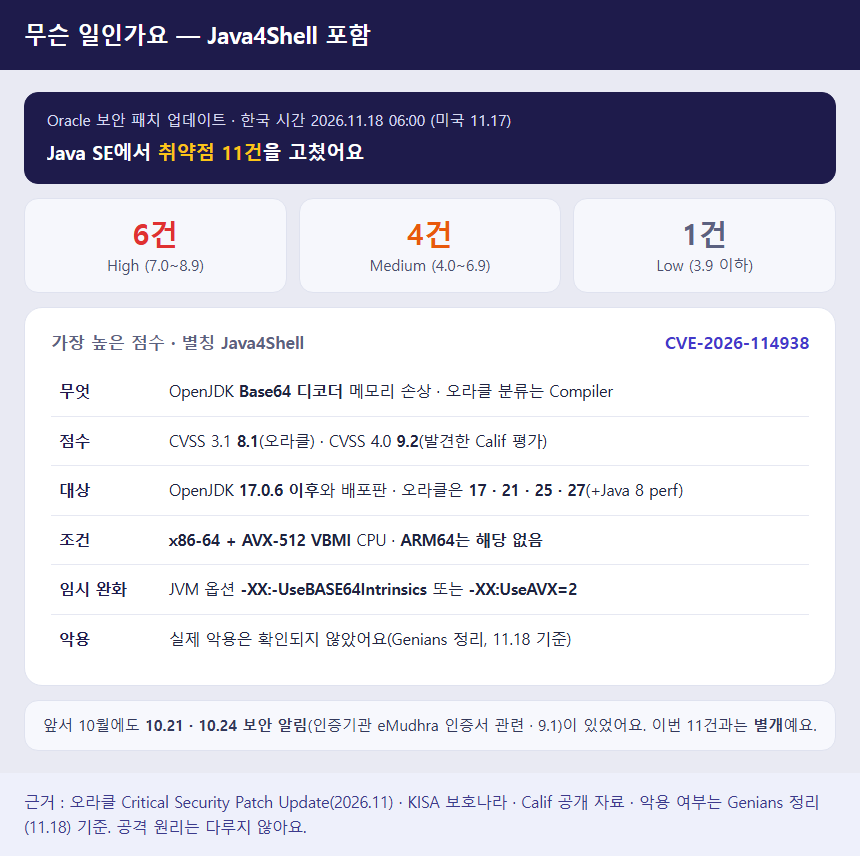 무슨 일인가요 — Java4Shell 포함
Oracle 보안 패치 업데이트 · 한국 시간 2026.11.18 06:00 (미국 11.17)
Java SE에서 취약점 11건을 고쳤어요
6건
High (7.0~8.9)
4건
Medium (4.0~6.9)
1건
Low (3.9 이하)
가장 높은 점수 · 별칭 Java4Shell
CVE-2026-114938
무엇
OpenJDK Base64 디코더 메모리 손상 · 오라클 분류는 Compiler
점수
CVSS 3.1 8.1(오라클) · CVSS 4.0 9.2(발견한 Calif 평가)
대상
OpenJDK 17.0.6 이후와 배포판 · 오라클은 17 · 21 · 25 · 27(+Java 8 perf)
조건
x86-64 + AVX-512 VBMI CPU · ARM64는 해당 없음
임시 완화
JVM 옵션 -XX:-UseBASE64Intrinsics 또는 -XX:UseAVX=2
악용
실제 악용은 확인되지 않았어요(Genians 정리, 11.18 기준)
앞서 10월에도 10.21 · 10.24 보안 알림(인증기관 eMudhra 인증서 관련 · 9.1)이 있었어요. 이번 11건과는 별개예요.
근거 : 오라클 Critical Security Patch Update(2026.11) · KISA 보호나라 · Calif 공개 자료 · 악용 여부는 Genians 정리
(11.18) 기준. 공격 원리는 다루지 않아요.